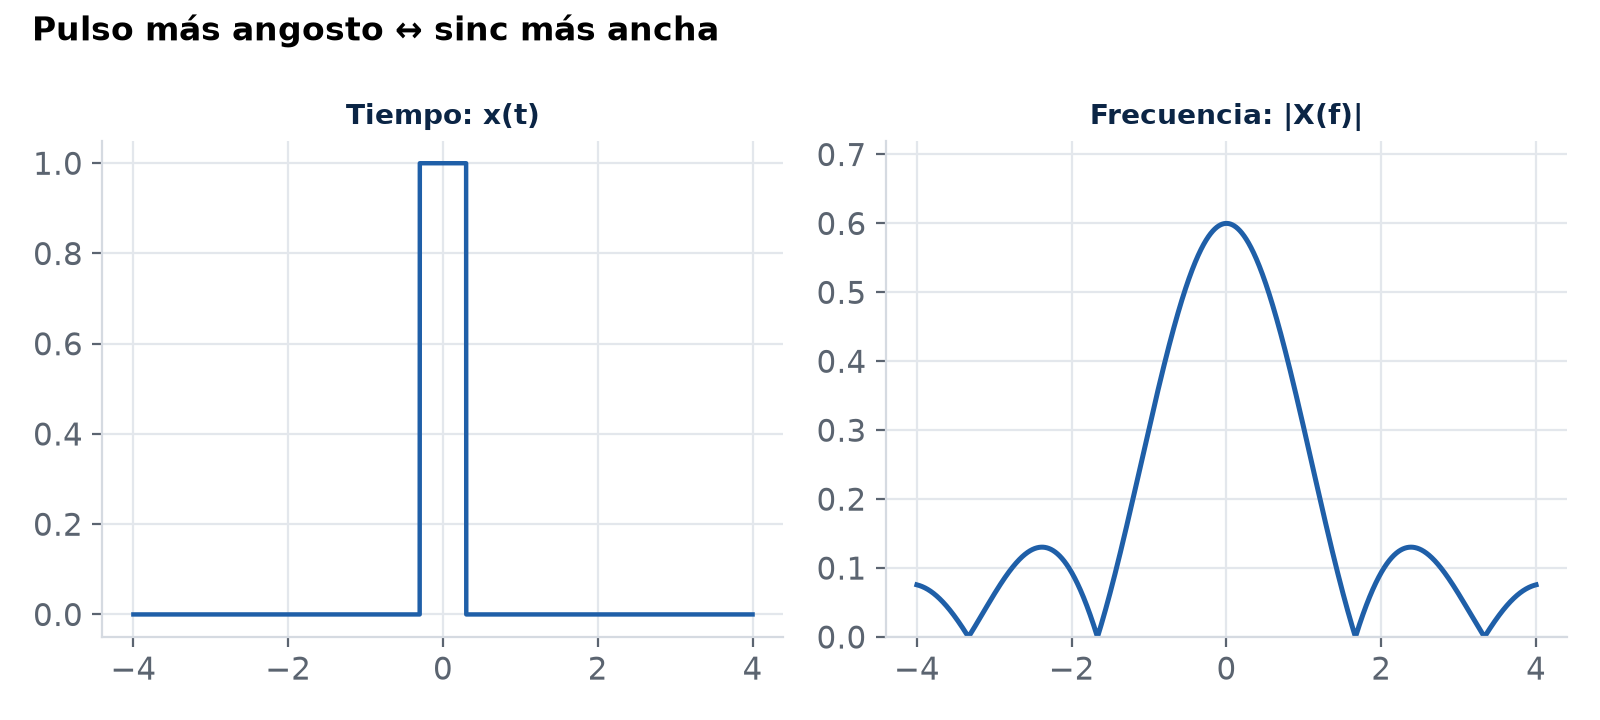 Pulso más angosto ↔ sinc más ancha
Tiempo: x(t)
1.0
0.8
0.6
0.4
0.2
0.0
−4 −2 0 2 4
Frecuencia: |X(f)|
0.7
0.6
0.5
0.4
0.3
0.2
0.1
0.0
−4 −2 0 2 4